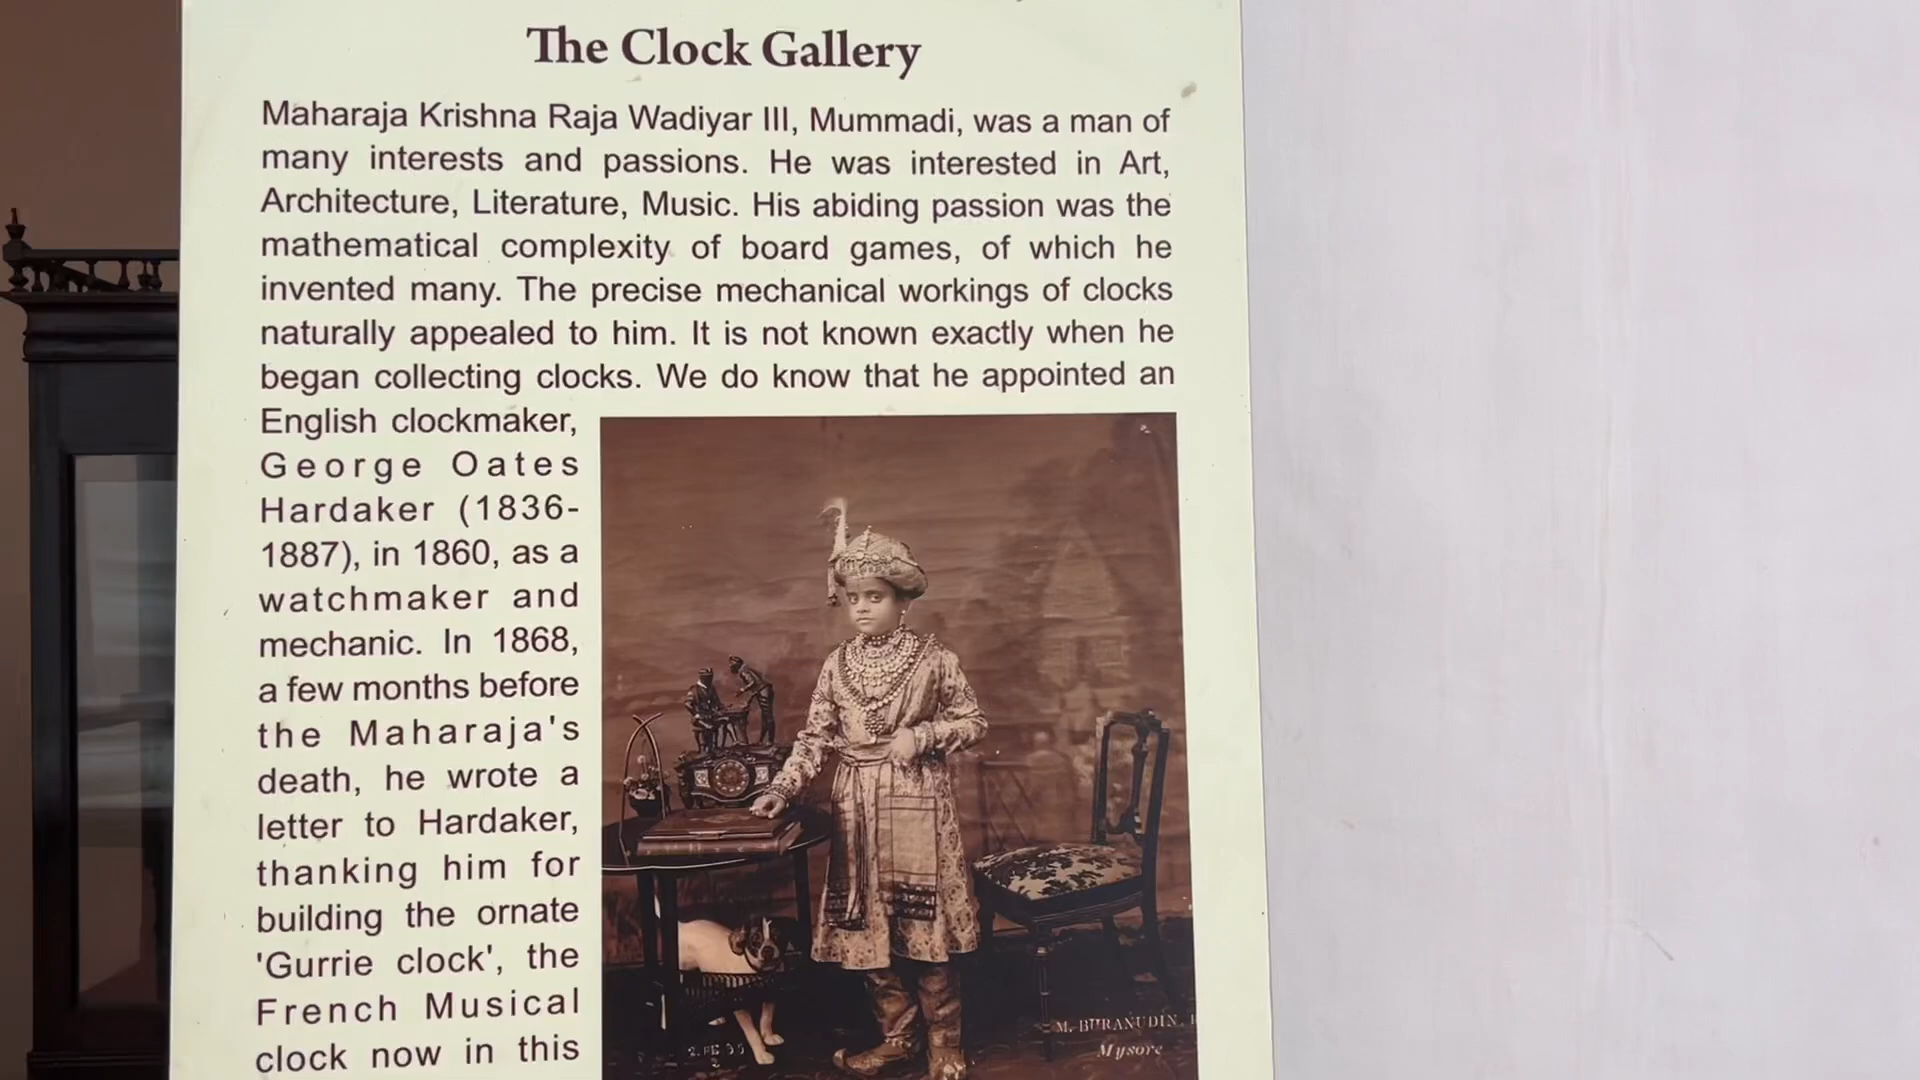 The Clock Gallery
Maharaja Krishna Raja Wadiyar III, Mummadi, was a man of
many interests and passions. He was interested in Art,
Architecture, Literature, Music. His abiding passion was the
mathematical complexity of board games, of which he
invented many. The precise mechanical workings of clocks
naturally appealed to him. It is not known exactly when he
began collecting clocks. We do know that he appointed an
English clockmaker,
George Oates
Hardaker (1836-
1887), in 1860, as a
watchmaker and
mechanic. In 1868,
a few months before
the Maharaja's
death, he wrote a
letter to Hardaker,
thanking him for
building the ornate
'Gurrie clock', the
French Musical
clock now in this
M. BURANUDIN.
Mysore